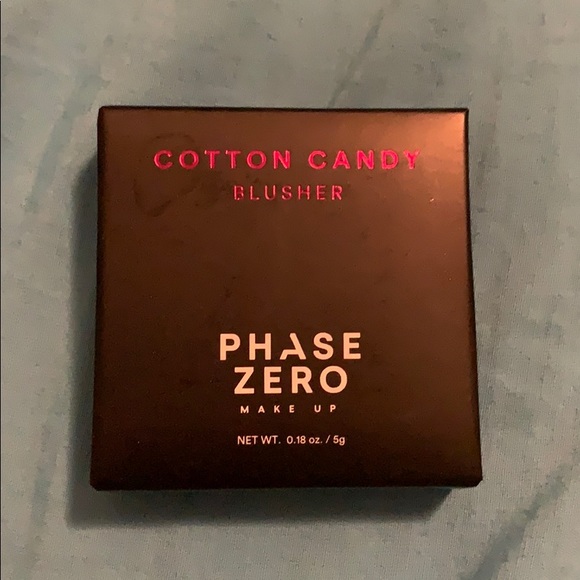 COTTON CANDY
BLUSHER
PHASE
ZERO
MAKE UP
NET WT. 0.18 oz. / 5g